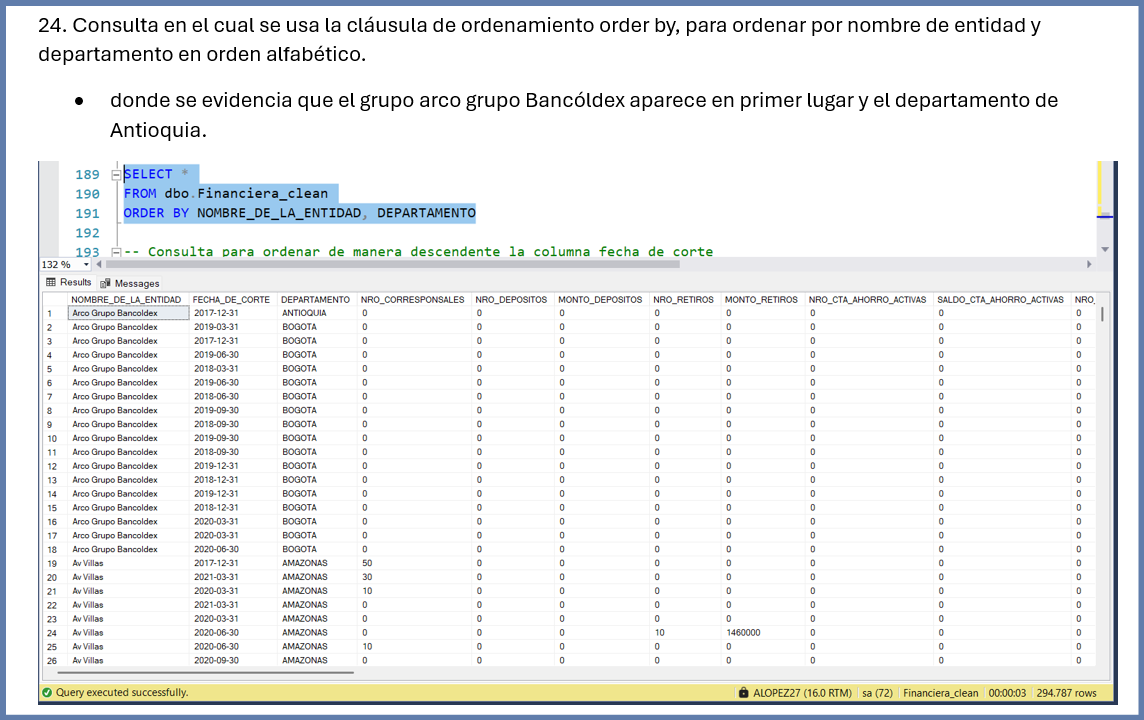 24. Consulta en el cual se usa la cláusula de ordenamiento order by, para ordenar por nombre de entidad y
departamento en orden alfabético.
• donde se evidencia que el grupo arco grupo Bancóldex aparece en primer lugar y el departamento de
Antioquia.
189 SELECT *
190 FROM dbo.Financiera_clean
191 ORDER BY NOMBRE_DE_LA_ENTIDAD, DEPARTAMENTO
192
193 -- Consulta para ordenar de manera descendente la columna fecha de corte
132 %
Results Messages
NOMBRE_DE_LA_ENTIDAD FECHA_DE_CORTE DEPARTAMENTO NRO_CORRESPONSALES NRO_DEPOSITOS MONTO_DEPOSITOS NRO_RETIROS MONTO_RETIROS NRO_CTA_AHORRO_ACTIVAS SALDO_CTA_AHORRO_ACTIVAS NRO_
1 Arco Grupo Bancoldex 2017-12-31 ANTIOQUIA 0 0 0 0 0 0 0 0
2 Arco Grupo Bancoldex 2019-03-31 BOGOTA 0 0 0 0 0 0 0 0
3 Arco Grupo Bancoldex 2017-12-31 BOGOTA 0 0 0 0 0 0 0 0
4 Arco Grupo Bancoldex 2019-06-30 BOGOTA 0 0 0 0 0 0 0 0
5 Arco Grupo Bancoldex 2018-03-31 BOGOTA 0 0 0 0 0 0 0 0
6 Arco Grupo Bancoldex 2019-06-30 BOGOTA 0 0 0 0 0 0 0 0
7 Arco Grupo Bancoldex 2018-06-30 BOGOTA 0 0 0 0 0 0 0 0
8 Arco Grupo Bancoldex 2019-09-30 BOGOTA 0 0 0 0 0 0 0 0
9 Arco Grupo Bancoldex 2018-09-30 BOGOTA 0 0 0 0 0 0 0 0
10 Arco Grupo Bancoldex 2019-09-30 BOGOTA 0 0 0 0 0 0 0 0
11 Arco Grupo Bancoldex 2018-09-30 BOGOTA 0 0 0 0 0 0 0 0
12 Arco Grupo Bancoldex 2019-12-31 BOGOTA 0 0 0 0 0 0 0 0
13 Arco Grupo Bancoldex 2018-12-31 BOGOTA 0 0 0 0 0 0 0 0
14 Arco Grupo Bancoldex 2019-12-31 BOGOTA 0 0 0 0 0 0 0 0
15 Arco Grupo Bancoldex 2018-12-31 BOGOTA 0 0 0 0 0 0 0 0
16 Arco Grupo Bancoldex 2020-03-31 BOGOTA 0 0 0 0 0 0 0 0
17 Arco Grupo Bancoldex 2020-03-31 BOGOTA 0 0 0 0 0 0 0 0
18 Arco Grupo Bancoldex 2020-06-30 BOGOTA 0 0 0 0 0 0 0 0
19 Av Villas 2017-12-31 AMAZONAS 50 0 0 0 0 0 0 0
20 Av Villas 2021-03-31 AMAZONAS 30 0 0 0 0 0 0 0
21 Av Villas 2020-03-31 AMAZONAS 10 0 0 0 0 0 0 0
22 Av Villas 2021-03-31 AMAZONAS 0 0 0 0 0 0 0 0
23 Av Villas 2020-03-31 AMAZONAS 0 0 0 0 0 0 0 0
24 Av Villas 2020-06-30 AMAZONAS 0 0 0 10 1460000 0 0 0
25 Av Villas 2020-06-30 AMAZONAS 10 0 0 0 0 0 0 0
26 Av Villas 2020-09-30 AMAZONAS 0 0 0 0 0 0 0 0
Query executed successfully. ALOPEZ27 (16.0 RTM) sa (72) Financiera_clean 00:00:03 294.787 rows